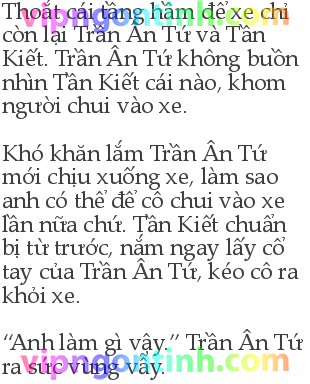 Thoắt cái tầng hầm để xe chỉ
vipngontinh.com
còn lại Trần Ân Tứ và Tần
Kiết. Trần Ân Tứ không buồn
nhìn Tần Kiết cái nào, khom
người chui vào xe.
Khó khăn lắm Trần Ân Tứ
mới chịu xuống xe, làm sao
anh có thể để cô chui vào xe
lần nữa chứ. Tần Kiết chuẩn
bị từ trước, nắm ngay lấy cổ
tay của Trần Ân Tứ, kéo cô ra
khỏi xe.
“Anh làm gì vậy.” Trần Ân Tứ
vipngontinh.com
ra sức vùng vẫy.